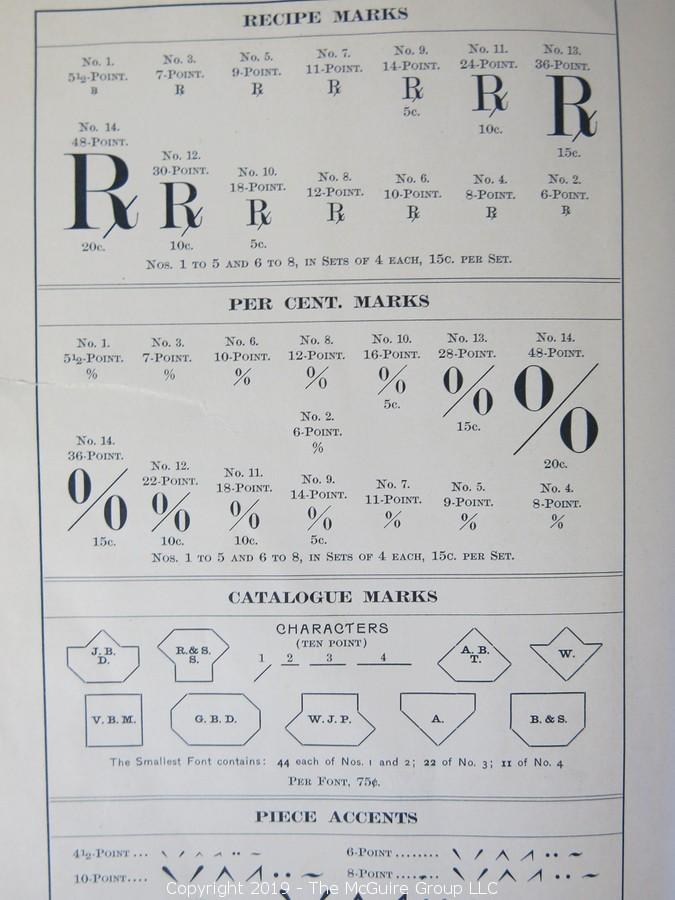 RECIPE MARKS
No. 1. No. 3. No. 5. No. 7. No. 9. No. 11. No. 13.
5½-Point. 7-Point. 9-Point. 11-Point. 14-Point. 24-Point. 36-Point.
℞ ℞ ℞ ℞ ℞ ℞ ℞
5c. 10c. 15c.
No. 14. No. 12. No. 10. No. 8. No. 6. No. 4. No. 2.
48-Point. 30-Point. 18-Point. 12-Point. 10-Point. 8-Point. 6-Point.
℞ ℞ ℞ ℞ ℞ ℞ ℞
20c. 10c. 5c.
Nos. 1 to 5 and 6 to 8, in Sets of 4 each, 15c. per Set.
PER CENT. MARKS
No. 1. No. 3. No. 6. No. 8. No. 10. No. 13. No. 14.
5½-Point. 7-Point. 10-Point. 12-Point. 16-Point. 28-Point. 48-Point.
% % % % % % %
5c. 15c. 20c.
No. 2.
6-Point.
%
No. 14. No. 12. No. 11. No. 9. No. 7. No. 5. No. 4.
36-Point. 22-Point. 18-Point. 14-Point. 11-Point. 9-Point. 8-Point.
% % % % % % %
15c. 10c. 10c. 5c.
Nos. 1 to 5 and 6 to 8, in Sets of 4 each, 15c. per Set.
CATALOGUE MARKS
CHARACTERS
(TEN POINT)
1 2 3 4
J. B. D. R. & S. S. A. B. T. W.
V. B. M. G. B. D. W. J. P. A. B. & S.
The Smallest Font contains: 44 each of Nos. 1 and 2; 22 of No. 3; 11 of No. 4
Per Font, 75¢.
PIECE ACCENTS
4½-Point... 6-Point........
10-Point.... 8-Point........
Copyright 2019 - The McGuire Group LLC